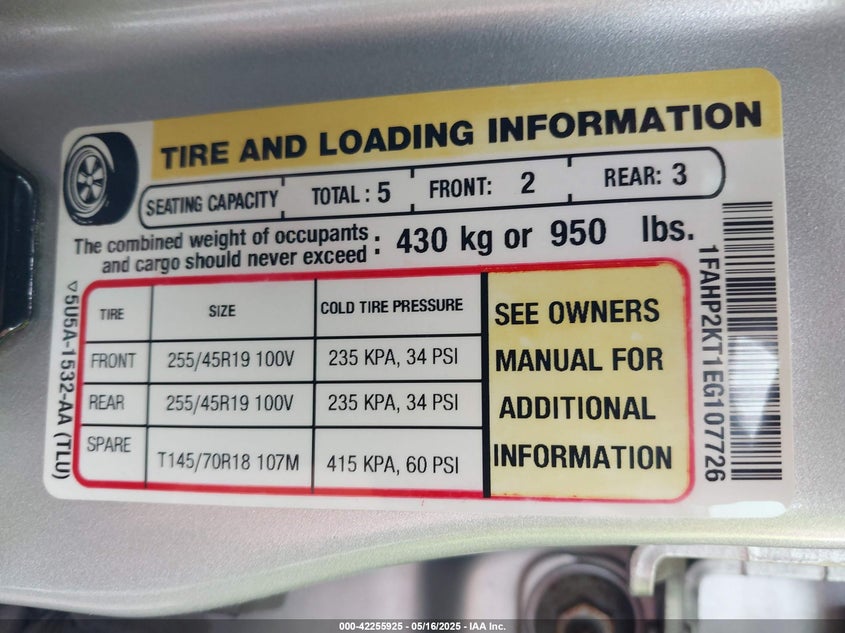 TIRE AND LOADING INFORMATION
SEATING CAPACITY TOTAL : 5 FRONT: 2 REAR: 3
The combined weight of occupants
and cargo should never exceed : 430 kg or 950 lbs.
TIRE SIZE COLD TIRE PRESSURE
FRONT 255/45R19 100V 235 KPA, 34 PSI
REAR 255/45R19 100V 235 KPA, 34 PSI
SPARE T145/70R18 107M 415 KPA, 60 PSI
SEE OWNERS
MANUAL FOR
ADDITIONAL
INFORMATION
5U5A-1532-AA (TLU)
1FAHP2KT1EG107726
000-42255925 - 05/16/2025 - IAA Inc.